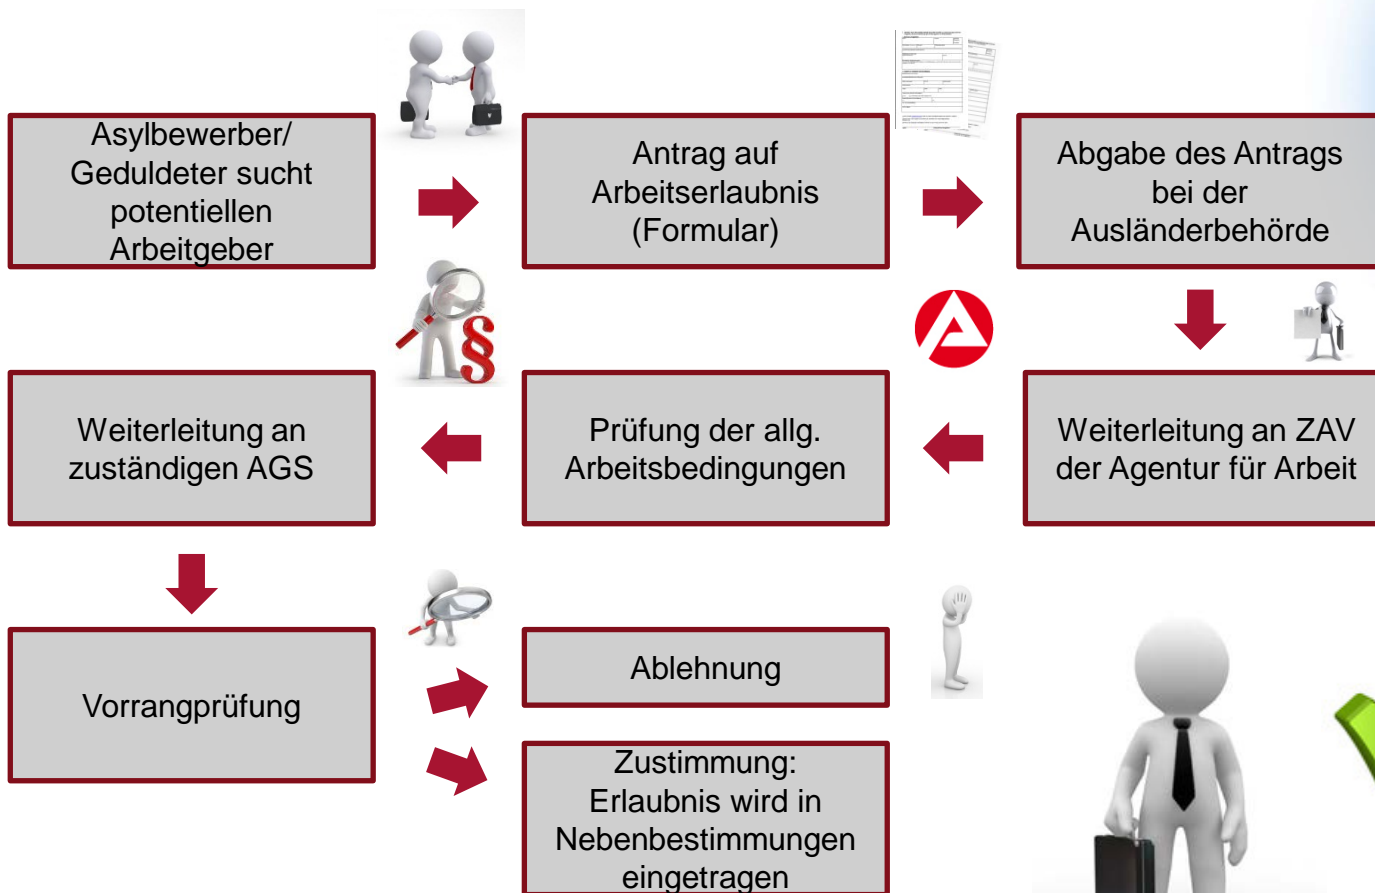 Asylbewerber/
Geduldeter sucht
potentiellen
Arbeitgeber
Antrag auf
Arbeitserlaubnis
(Formular)
Abgabe des Antrags
bei der
Ausländerbehörde
Weiterleitung an ZAV
der Agentur für Arbeit
Prüfung der allg.
Arbeitsbedingungen
Weiterleitung an
zuständigen AGS
Vorrangprüfung
Ablehnung
Zustimmung:
Erlaubnis wird in
Nebenbestimmungen
eingetragen